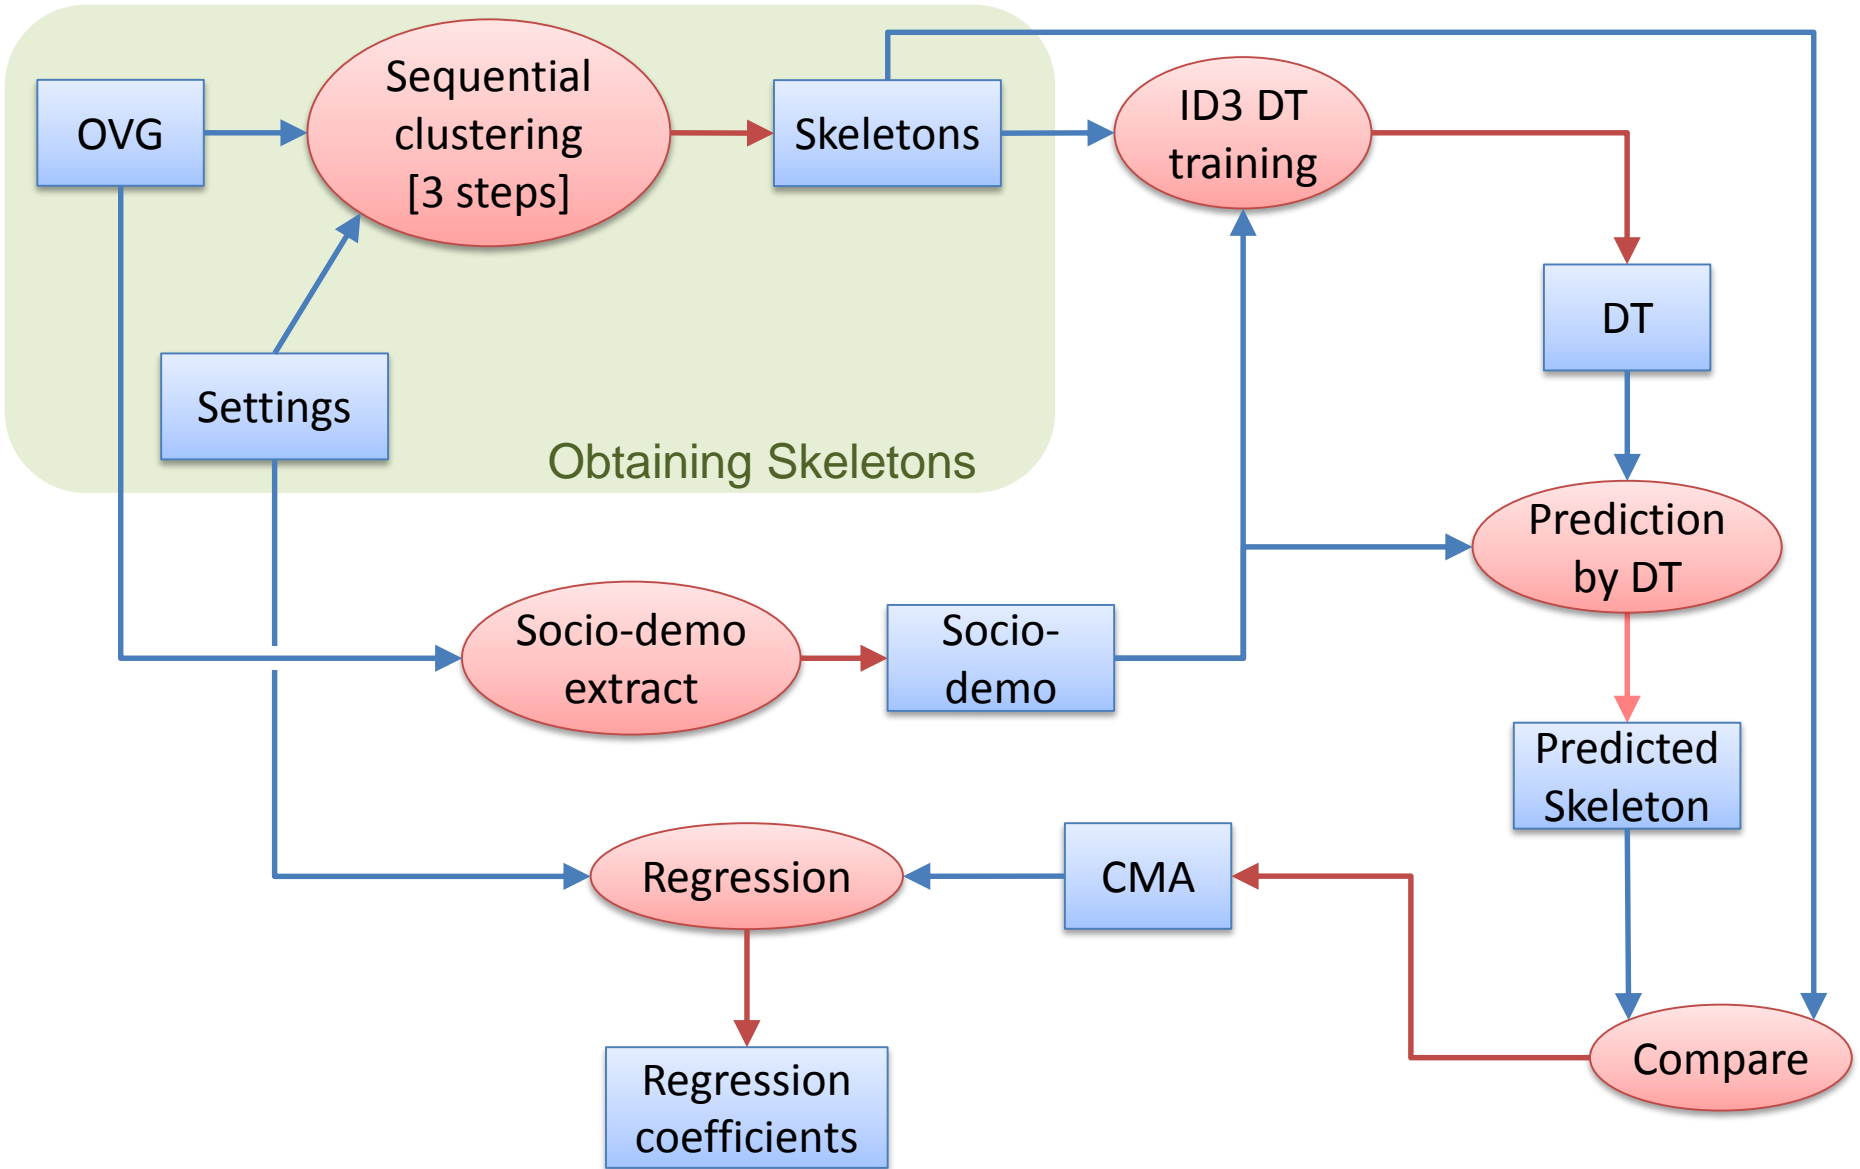 Sequential
clustering
[3 steps]
OVG
Skeletons
ID3 DT
training
DT
Settings
Obtaining Skeletons
Prediction
by DT
Socio-demo
extract
Socio-
demo
Predicted
Skeleton
Regression
CMA
Compare
Regression
coefficients